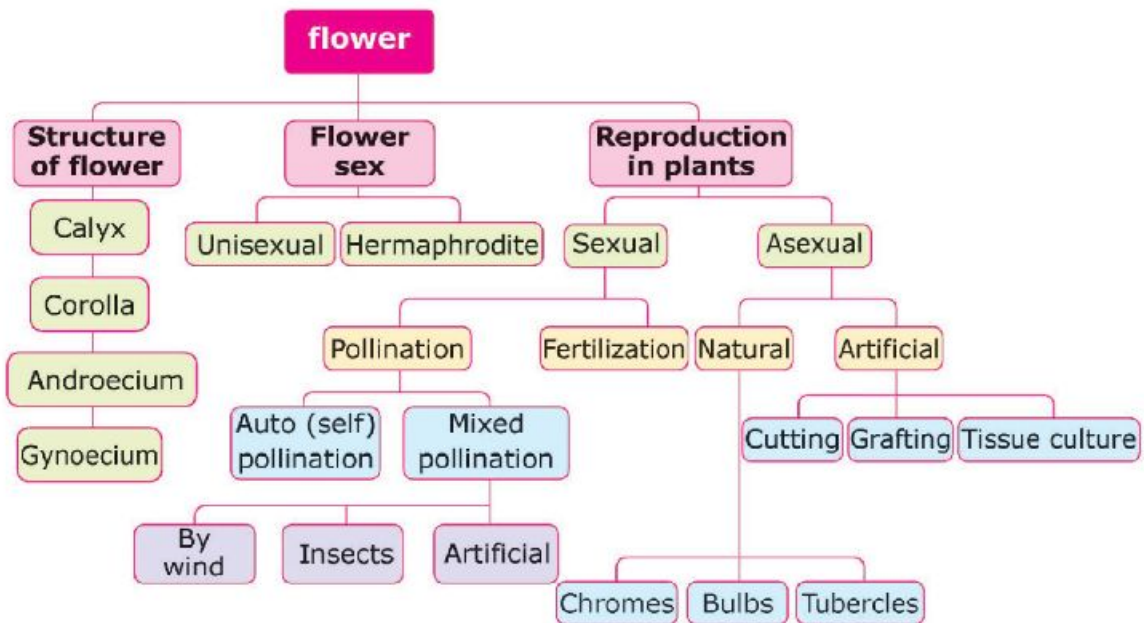 flower
Structure
of flower
Flower
sex
Reproduction
in plants
Calyx
Unisexual
Hermaphrodite
Sexual
Asexual
Corolla
Pollination
Fertilization
Natural
Artificial
Androecium
Auto (self)
pollination
Mixed
pollination
Cutting
Grafting
Tissue culture
Gynoecium
By
wind
Insects
Artificial
Chromes
Bulbs
Tubercles